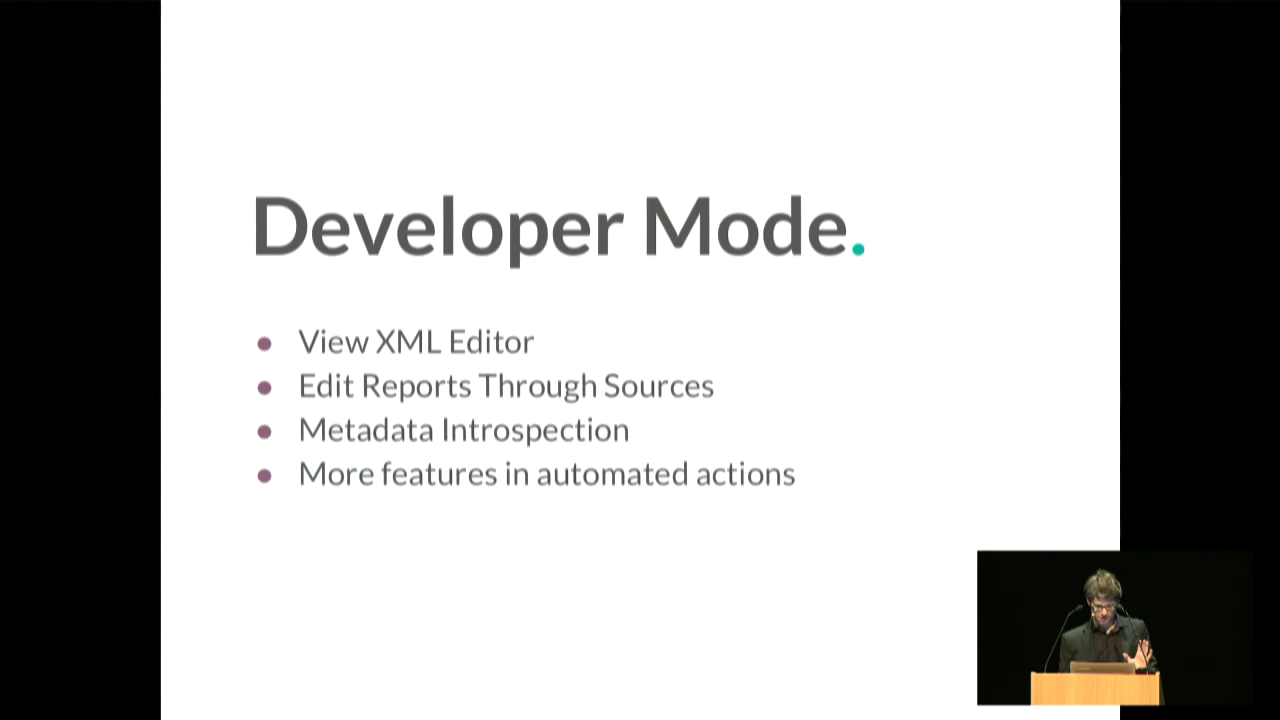 Developer Mode.
View XML Editor
Edit Reports Through Sources
Metadata Introspection
More features in automated actions